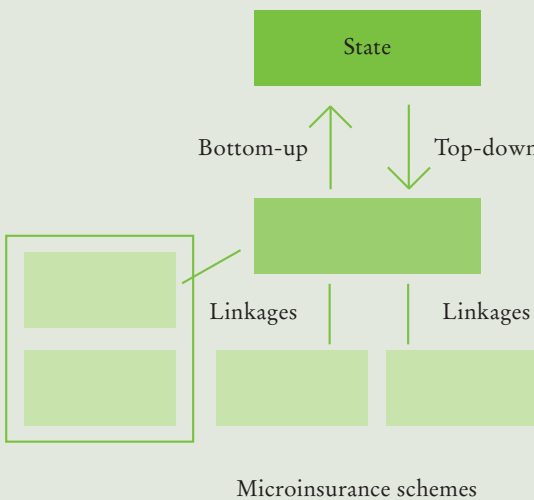 State
Bottom-up
Top-down
Linkages
Linkages
Microinsurance schemes